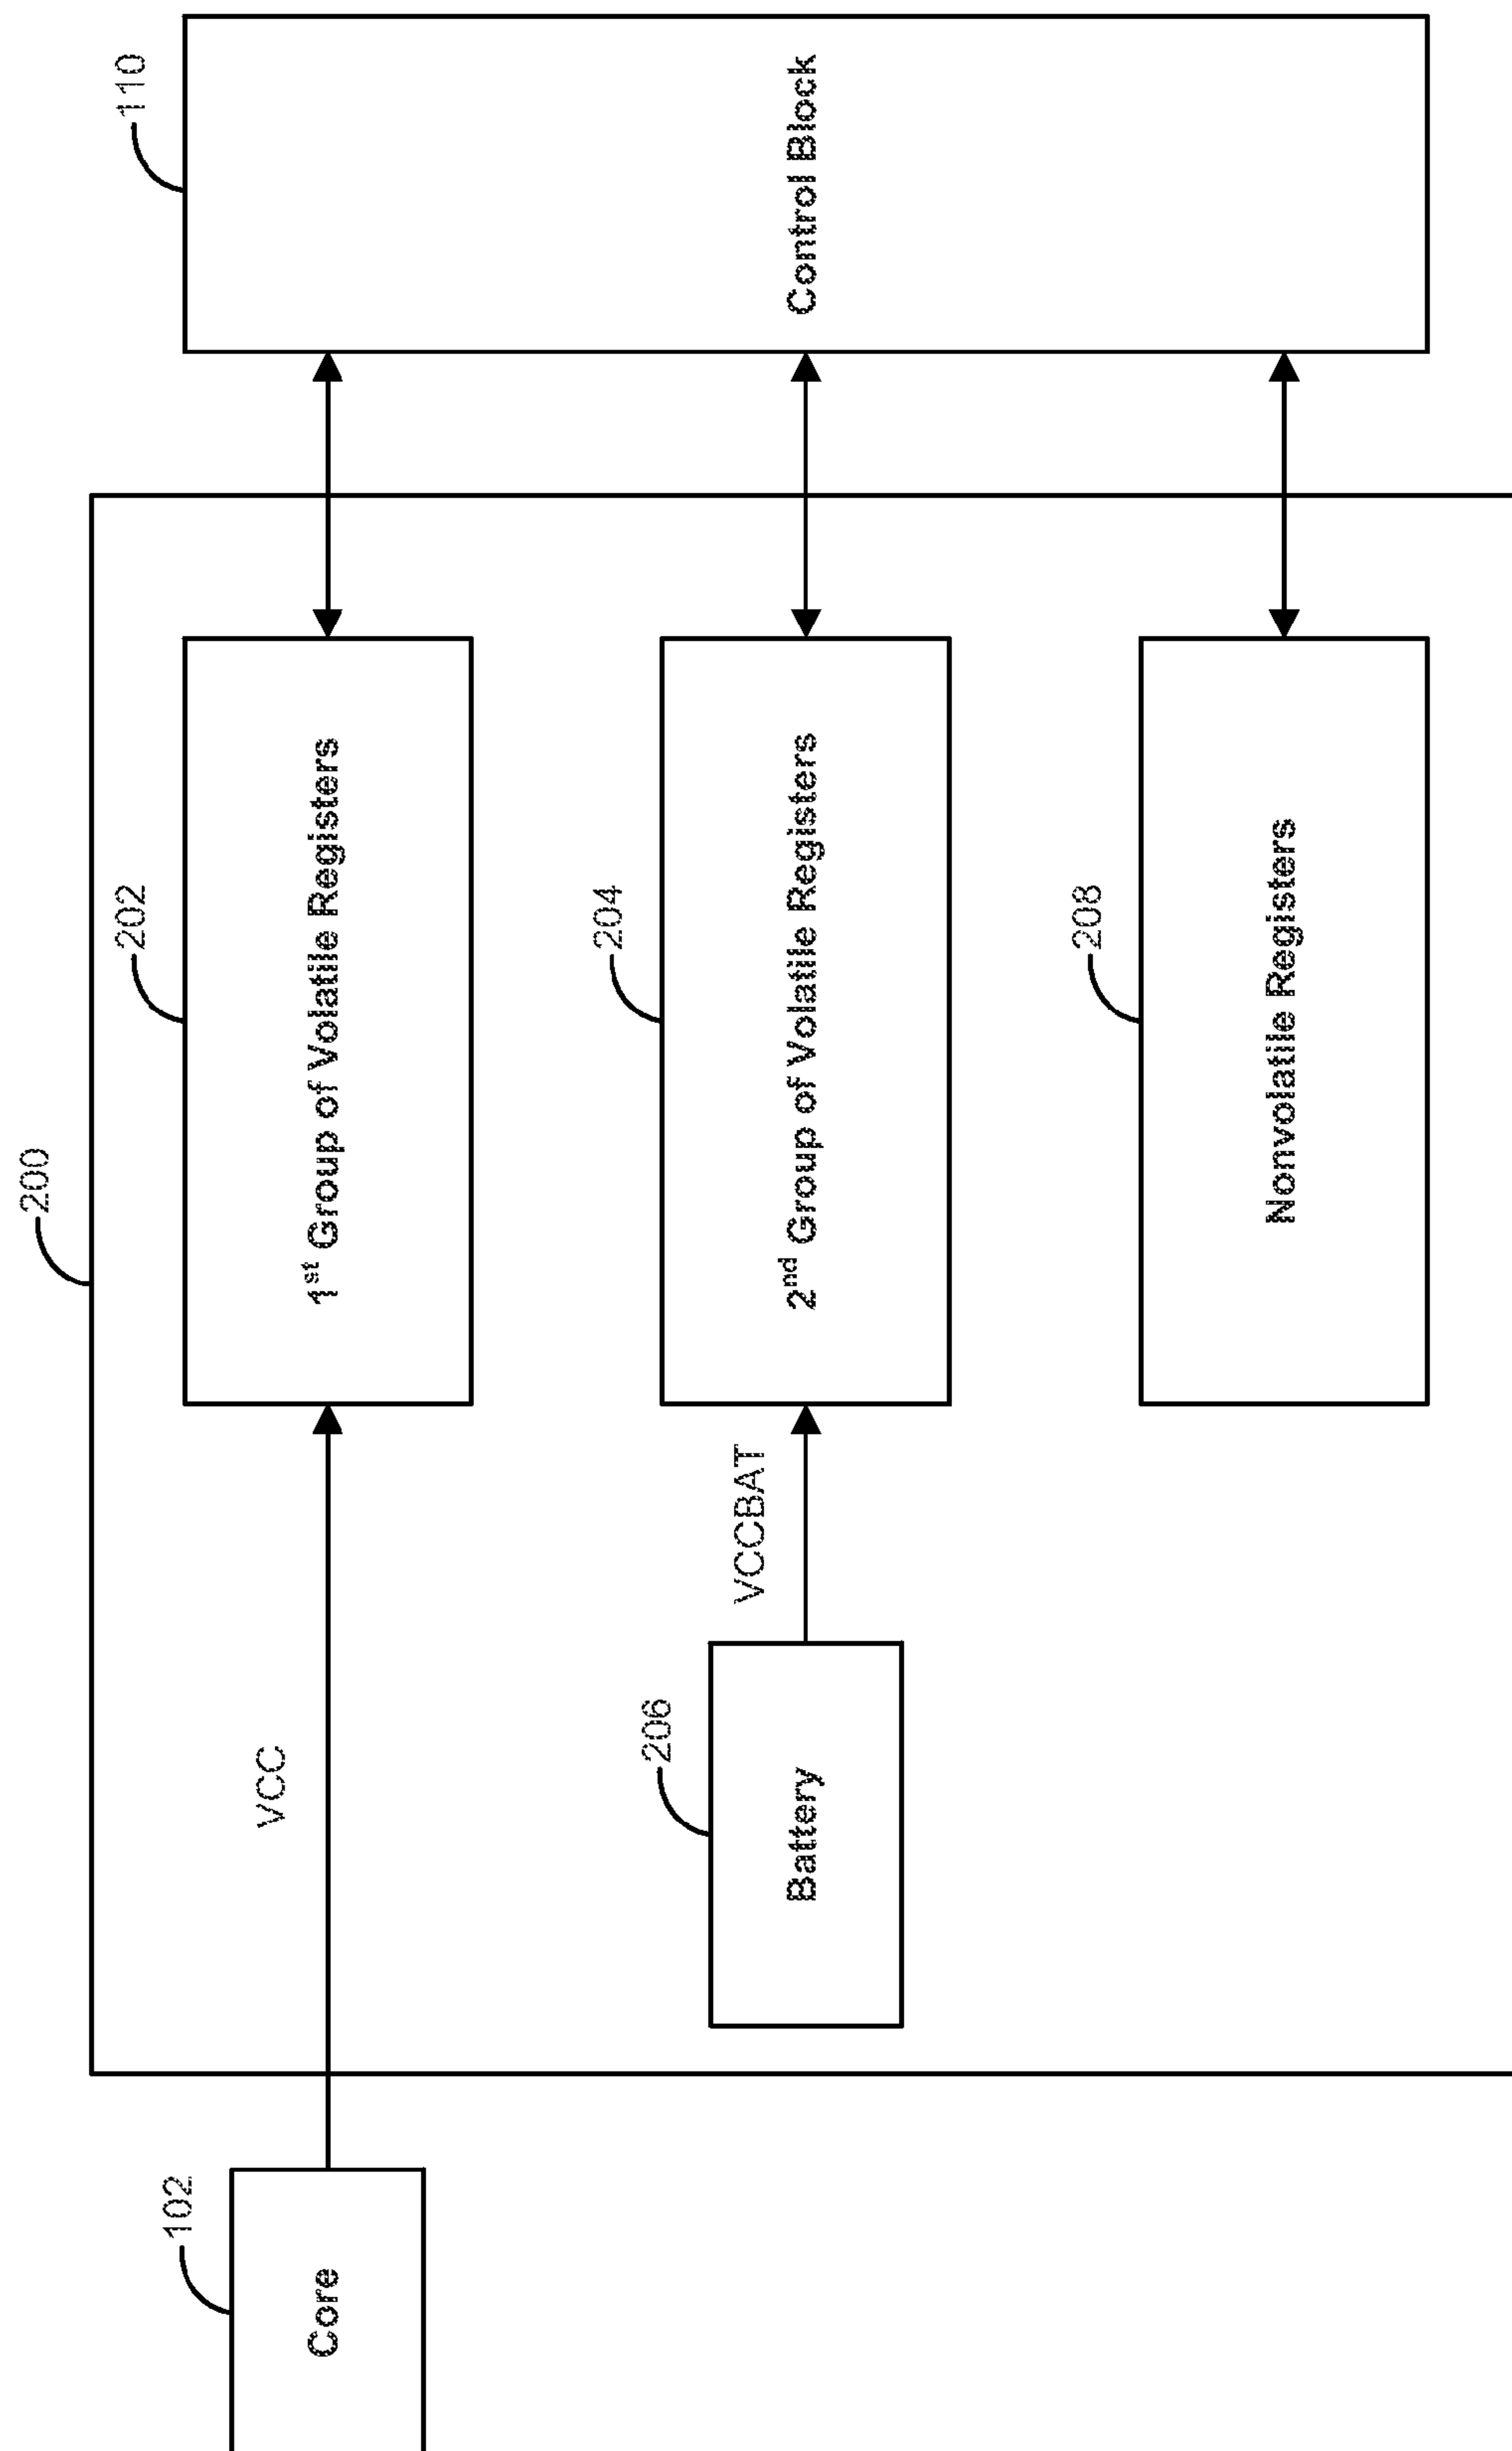 200
110
202
1st Group of Volatile Registers
Control Block
102
Core
VCC
204
2nd Group of Volatile Registers
206
Battery
VCCBAT
208
Nonvolatile Registers